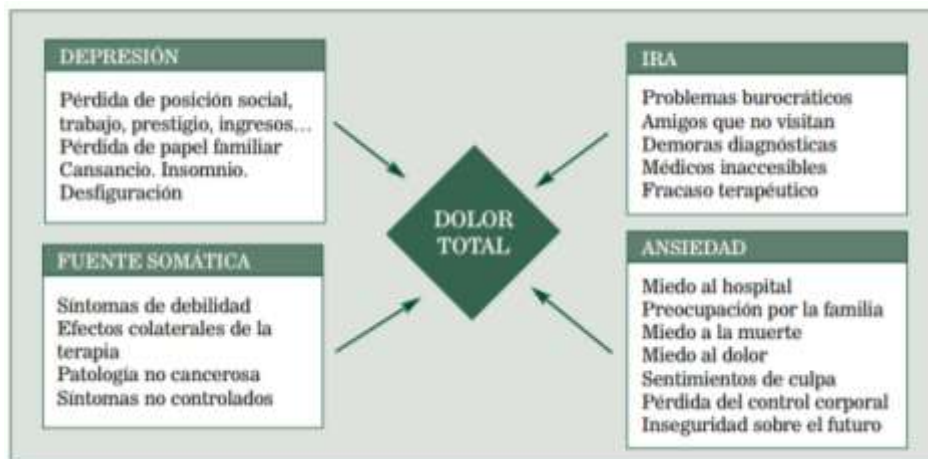 DEPRESIÓN
Pérdida de posición social,
trabajo, prestigio, ingresos...
Pérdida de papel familiar
Cansancio. Insomnio.
Desfiguración
FUENTE SOMÁTICA
Síntomas de debilidad
Efectos colaterales de la
terapia
Patología no cancerosa
Síntomas no controlados
DOLOR
TOTAL
IRA
Problemas burocráticos
Amigos que no visitan
Demoras diagnósticas
Médicos inaccesibles
Fracaso terapéutico
ANSIEDAD
Miedo al hospital
Preocupación por la familia
Miedo a la muerte
Miedo al dolor
Sentimientos de culpa
Pérdida del control corporal
Inseguridad sobre el futuro